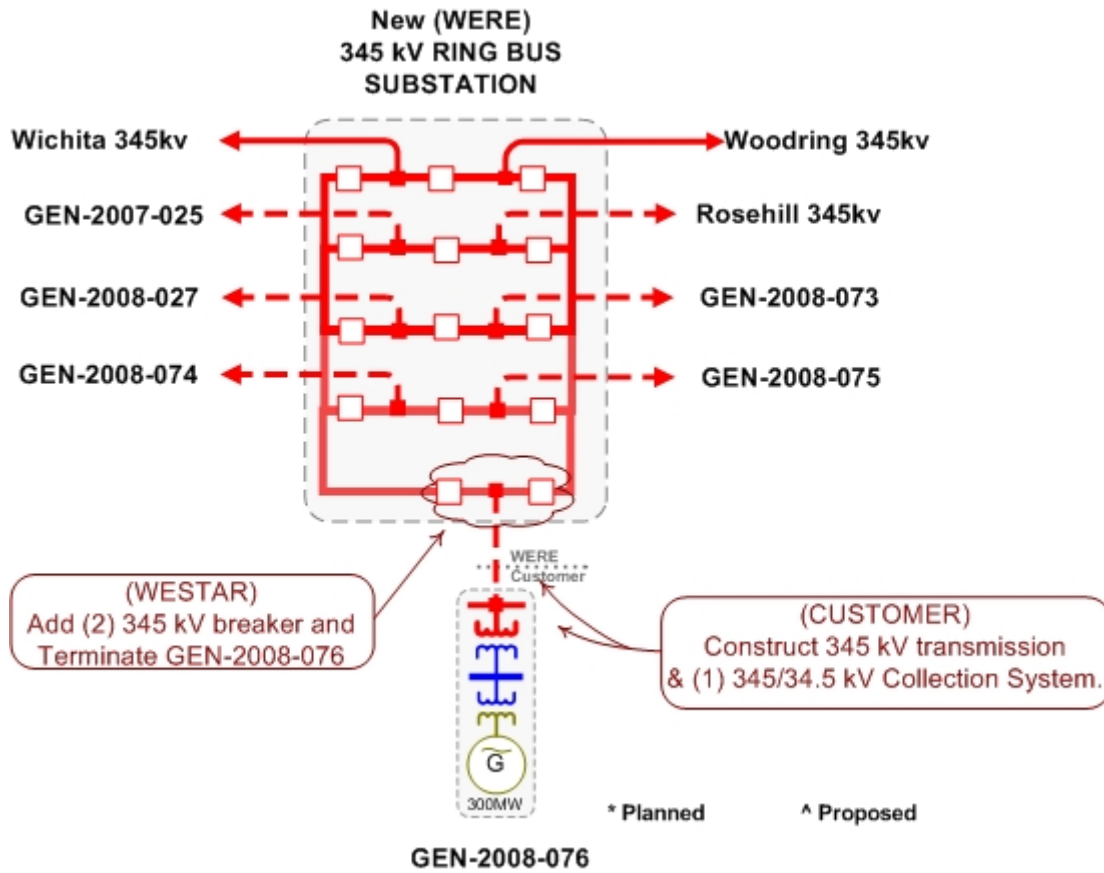 New (WERE)
345 kV RING BUS
SUBSTATION
Wichita 345kv
Woodring 345kv
GEN-2007-025
Rosehill 345kv
GEN-2008-027
GEN-2008-073
GEN-2008-074
GEN-2008-075
WERE
Customer
(WESTAR)
Add (2) 345 kV breaker and
Terminate GEN-2008-076
(CUSTOMER)
Construct 345 kV transmission
& (1) 345/34.5 kV Collection System.
G
300MW
* Planned
^ Proposed
GEN-2008-076